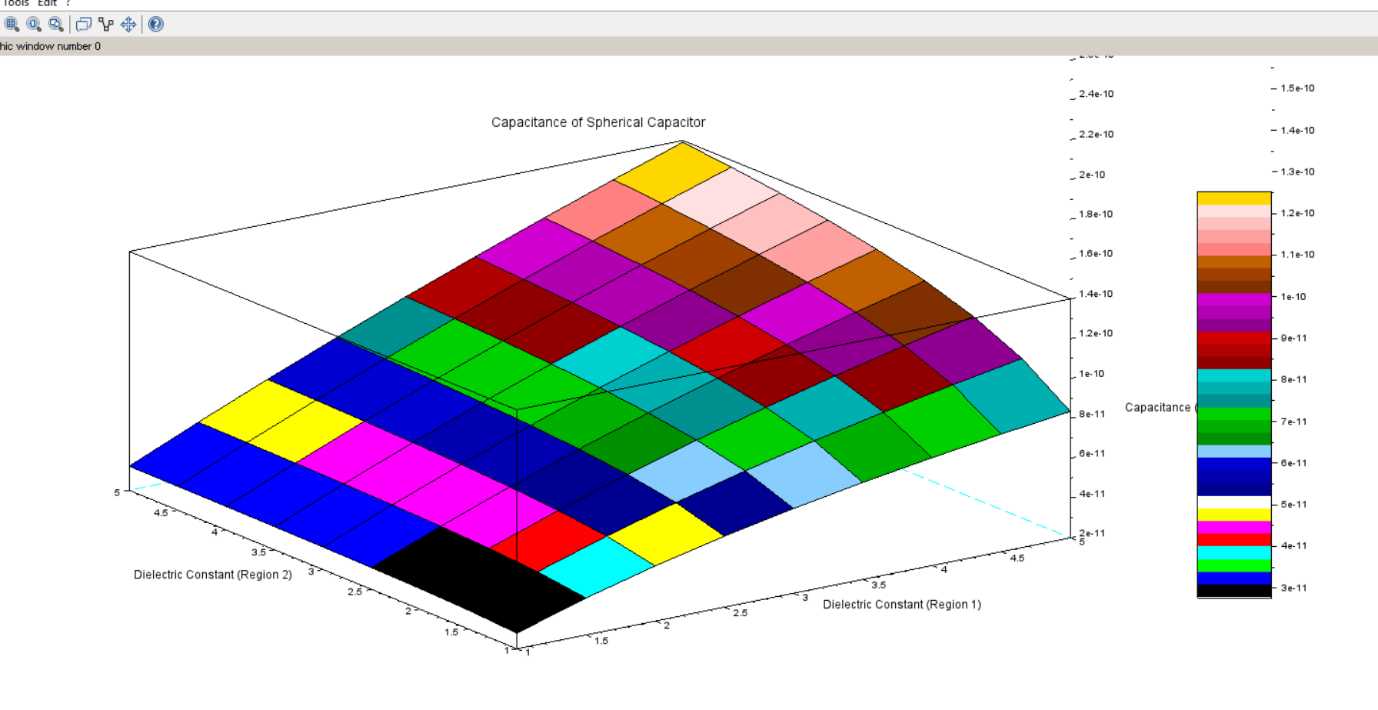 Tools Edit ?
hic window number 0
Capacitance of Spherical Capacitor
2.4e-10
2.2e-10
2e-10
1.8e-10
1.6e-10
1.4e-10
1.2e-10
1e-10
8e-11
6e-11
4e-11
2e-11
Capacitance (
1.5e-10
1.4e-10
1.3e-10
1.2e-10
1.1e-10
1e-10
9e-11
8e-11
7e-11
6e-11
5e-11
4e-11
3e-11
5
4.5
4
3.5
3
2.5
2
1.5
1
Dielectric Constant (Region 2)
1
1.5
2
2.5
3
3.5
4
4.5
5
Dielectric Constant (Region 1)